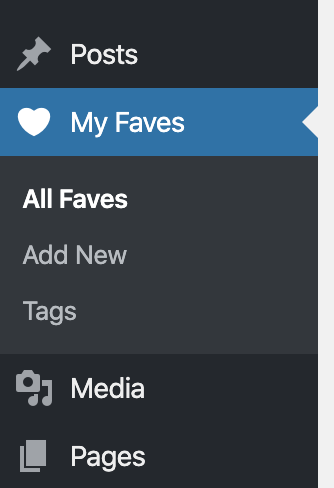 Posts
My Faves
All Faves
Add New
Tags
Media
Pages